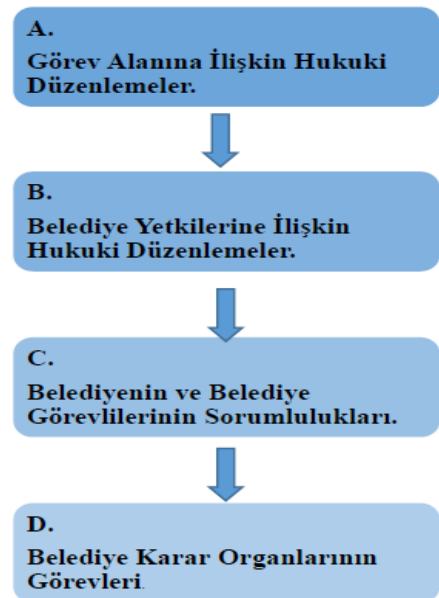 A.
Görev Alanına İlişkin Hukuki
Düzenlemeler.
B.
Belediye Yetkilerine İlişkin
Hukuki Düzenlemeler.
C.
Belediyenin ve Belediye
Görevlilerinin Sorumlulukları.
D.
Belediye Karar Organlarının
Görevleri.